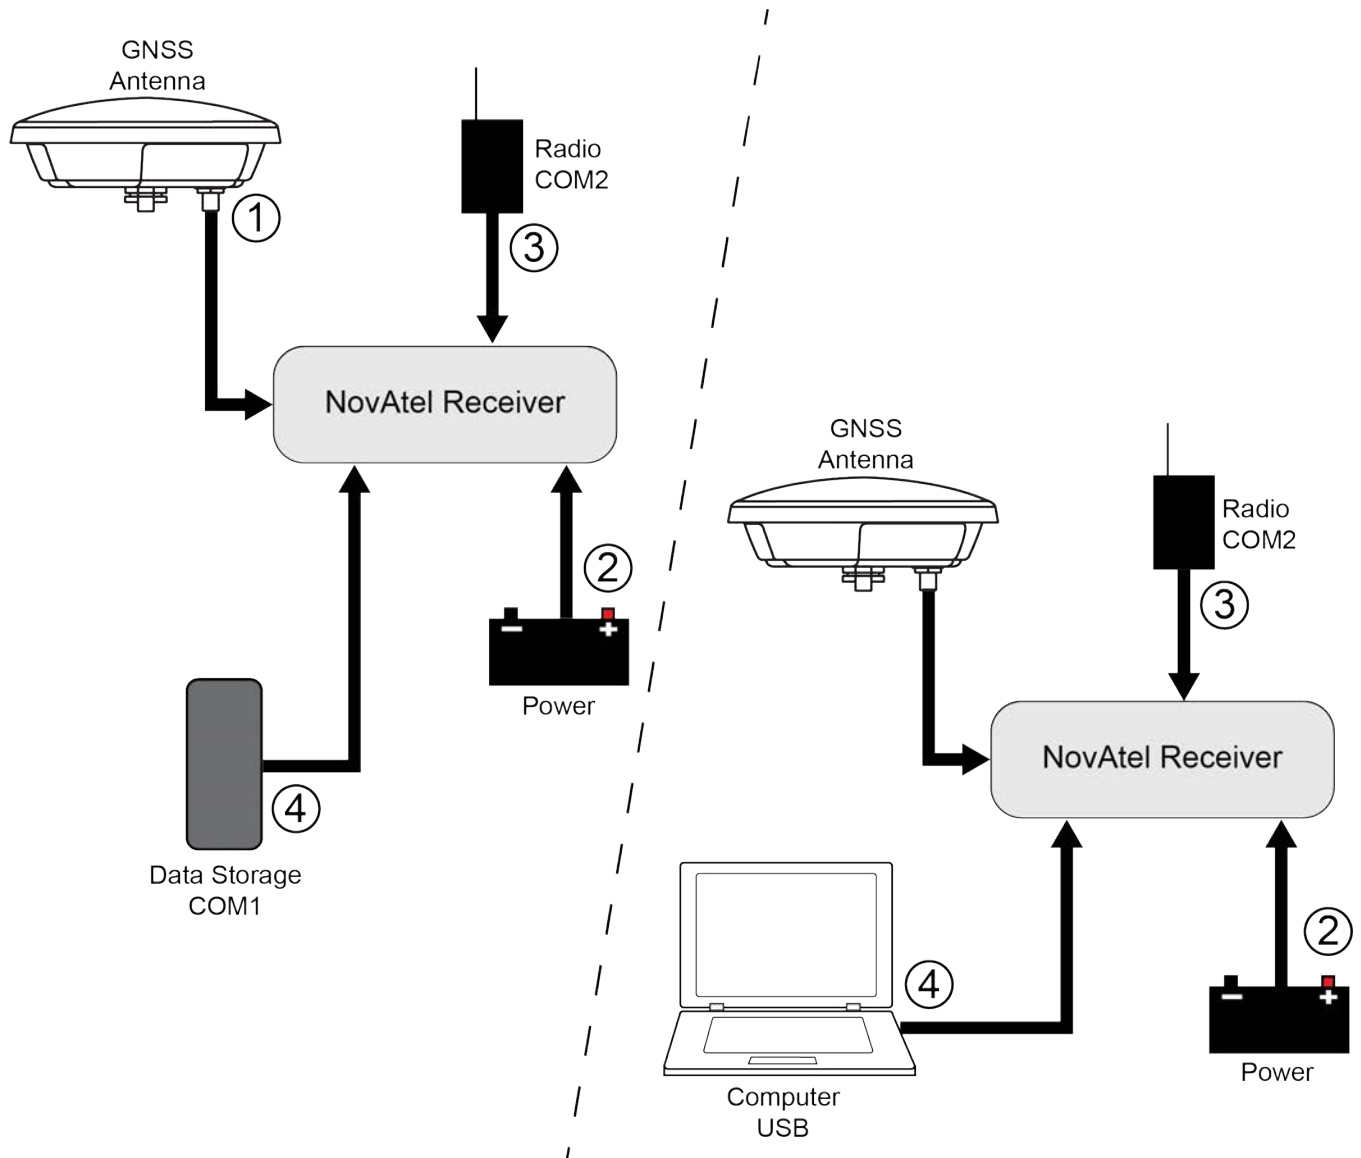 GNSS
Antenna
Radio
COM2
1
3
NovAtel Receiver
2
Power
4
Data Storage
COM1
GNSS
Antenna
Radio
COM2
3
NovAtel Receiver
2
4
Power
Computer
USB